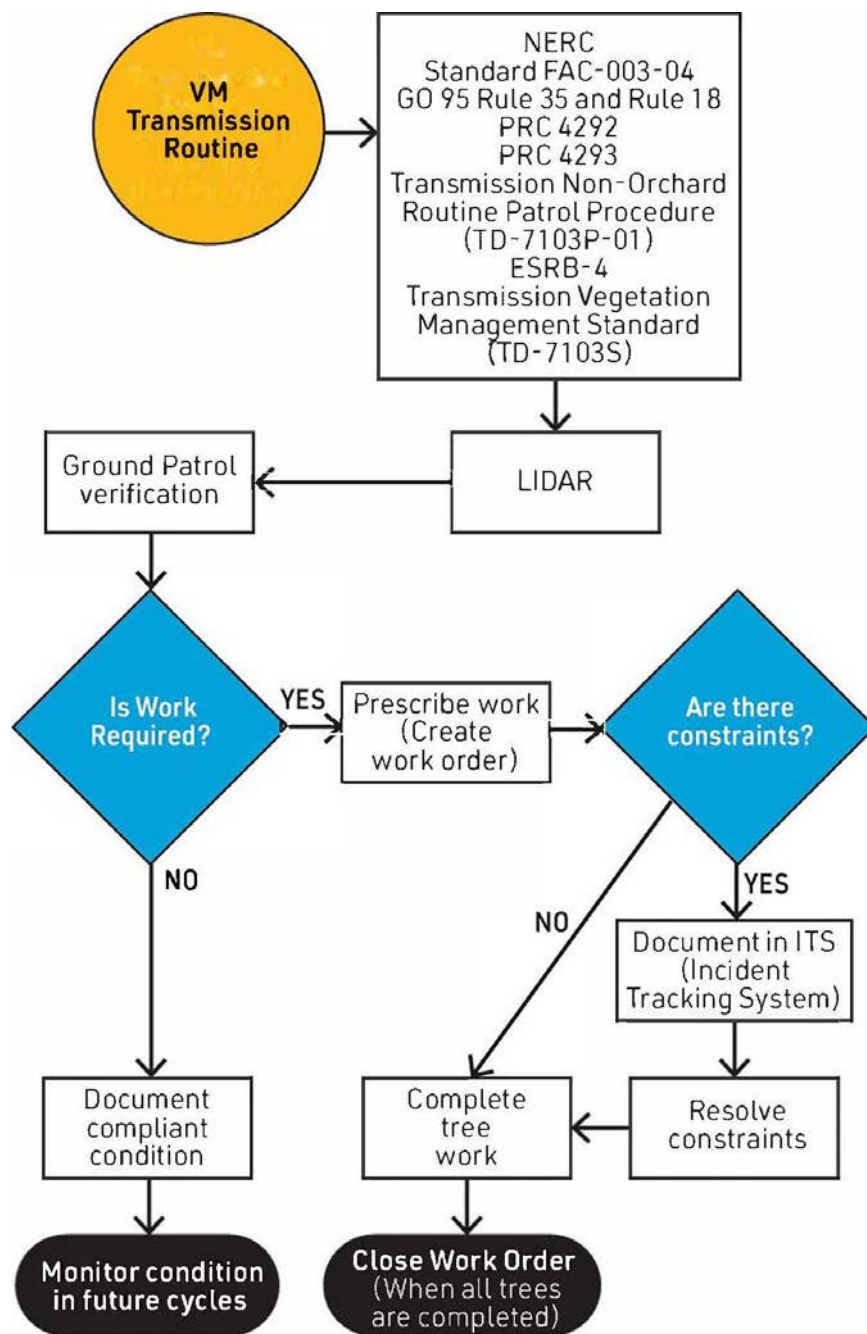 VM
Transmission
Routine
NERC
Standard FAC-003-04
GO 95 Rule 35 and Rule 18
PRC 4292
PRC 4293
Transmission Non-Orchard
Routine Patrol Procedure
(TD-7103P-01)
ESRB-4
Transmission Vegetation
Management Standard
(TD-7103S)
Ground Patrol
verification
LIDAR
Is Work
Required?
YES
Prescribe work
(Create
work order)
Are there
constraints?
NO
NO
YES
Document in ITS
(Incident
Tracking System)
Document
compliant
condition
Complete
tree
work
Resolve
constraints
Monitor condition
in future cycles
Close Work Order
(When all trees
are completed)